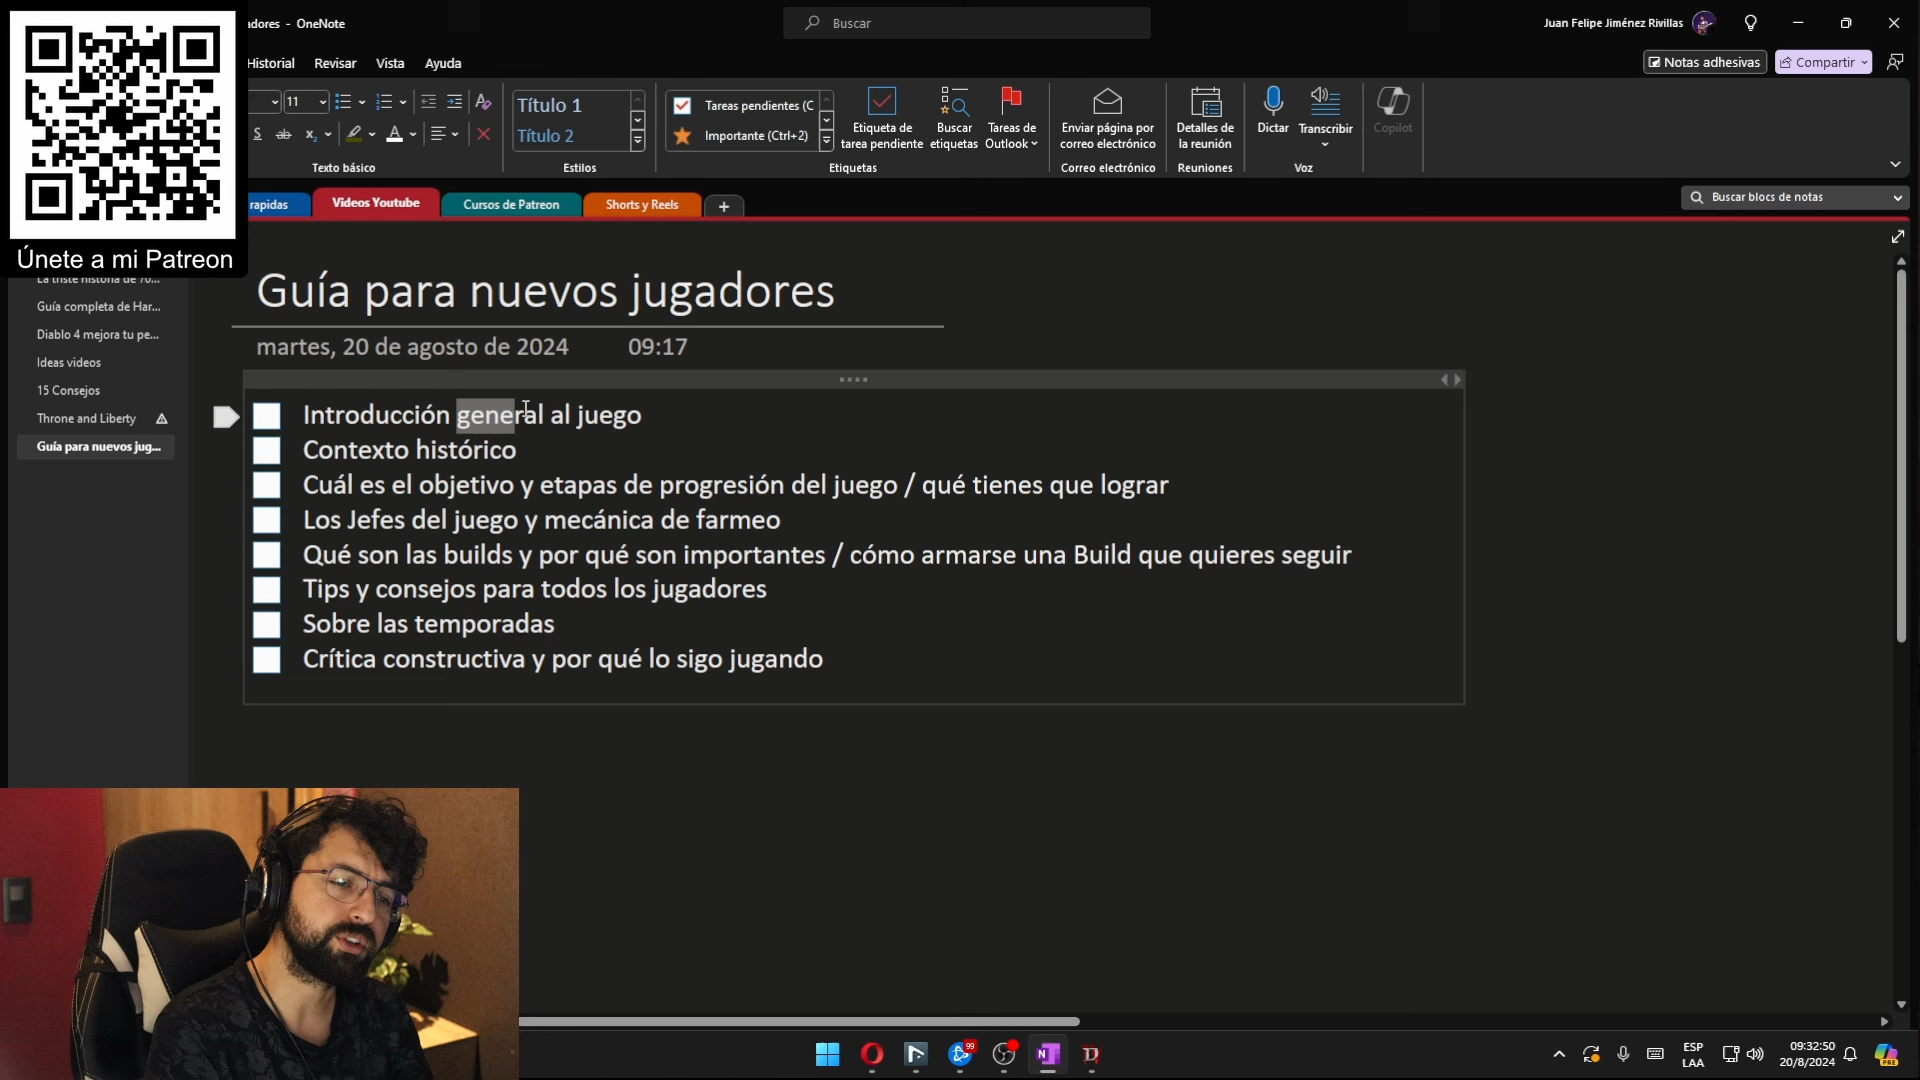 adores - OneNote
Buscar
Juan Felipe Jiménez Rivillas
Historial
Revisar
Vista
Ayuda
Notas adhesivas
Compartir
11
Título 1
Título 2
Tareas pendientes (C
Importante (Ctrl+2)
Etiqueta de
tarea pendiente
Buscar
etiquetas
Tareas de
Outlook
Enviar página por
correo electrónico
Detalles de
la reunión
Dictar
Transcribir
Copilot
Texto básico
Estilos
Etiquetas
Correo electrónico
Reuniones
Voz
rapidas
Videos Youtube
Cursos de Patreon
Shorts y Reels
Buscar blocs de notas
Únete a mi Patreon
La triste historia de 70...
Guía completa de Har...
Diablo 4 mejora tu pe...
Ideas videos
15 Consejos
Throne and Liberty
Guía para nuevos jug...
Guía para nuevos jugadores
martes, 20 de agosto de 2024 09:17
Introducción general al juego
Contexto histórico
Cuál es el objetivo y etapas de progresión del juego / qué tienes que lograr
Los Jefes del juego y mecánica de farmeo
Qué son las builds y por qué son importantes / cómo armarse una Build que quieres seguir
Tips y consejos para todos los jugadores
Sobre las temporadas
Crítica constructiva y por qué lo sigo jugando
99
ESP
LAA
09:32:50
20/8/2024
PRE